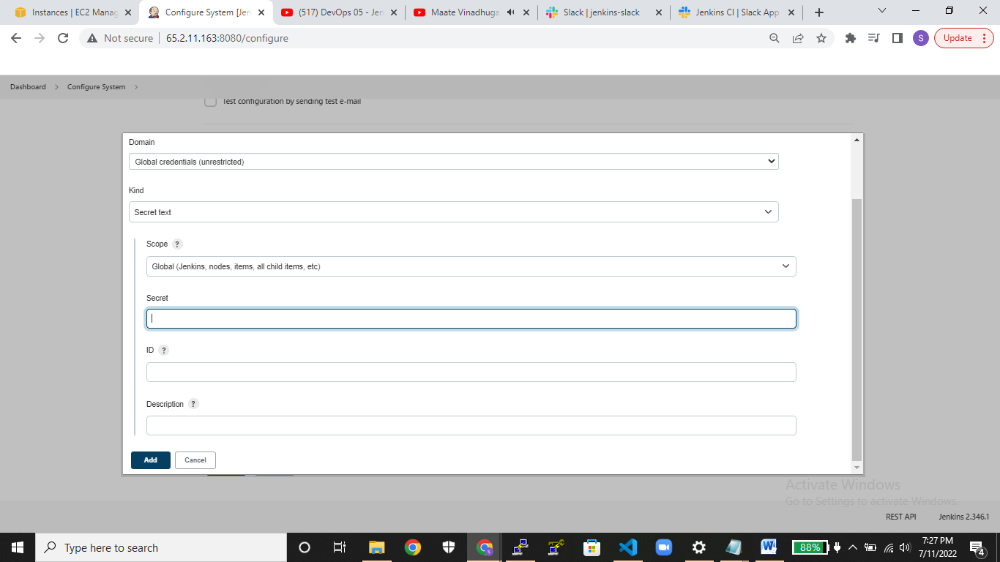 Instances | EC2 Manag
Configure System [Jen
(517) DevOps 05 - Jen
Maate Vinadhuga
Slack | jenkins-slack
Jenkins CI | Slack App
Not secure
65.2.11.163:8080/configure
S
Update
Dashboard
Configure System
Test configuration by sending test e-mail
Domain
Global credentials (unrestricted)
Kind
Secret text
Scope ?
Global (Jenkins, nodes, items, all child items, etc)
Secret
ID ?
Description ?
Add
Cancel
Activate Windows
Go to Settings to activate Windows.
REST API
Jenkins 2.346.1
Type here to search
88%
7:27 PM
7/11/2022
4